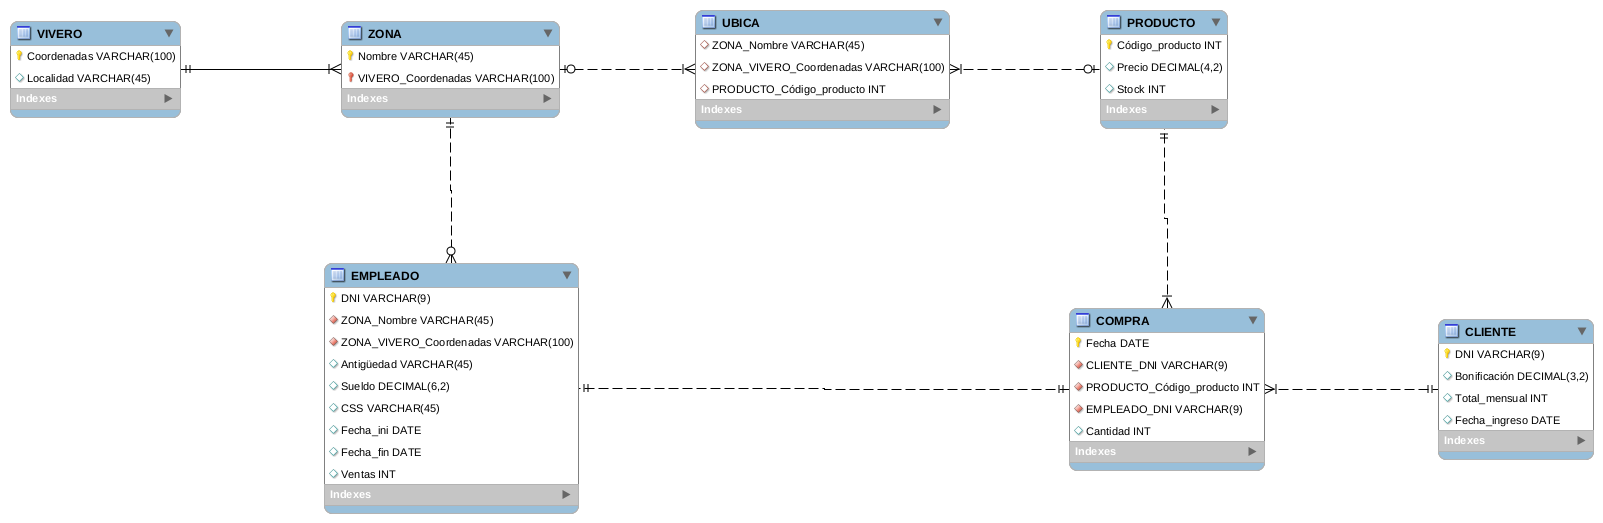 VIVERO
Coordenadas VARCHAR(100)
Localidad VARCHAR(45)
Indexes
ZONA
Nombre VARCHAR(45)
VIVERO_Coordenadas VARCHAR(100)
Indexes
UBICA
ZONA_Nombre VARCHAR(45)
ZONA_VIVERO_Coordenadas VARCHAR(100)
PRODUCTO_Código_producto INT
Indexes
PRODUCTO
Código_producto INT
Precio DECIMAL(4,2)
Stock INT
Indexes
EMPLEADO
DNI VARCHAR(9)
ZONA_Nombre VARCHAR(45)
ZONA_VIVERO_Coordenadas VARCHAR(100)
Antigüedad VARCHAR(45)
Sueldo DECIMAL(6,2)
CSS VARCHAR(45)
Fecha_ini DATE
Fecha_fin DATE
Ventas INT
Indexes
COMPRA
Fecha DATE
CLIENTE_DNI VARCHAR(9)
PRODUCTO_Código_producto INT
EMPLEADO_DNI VARCHAR(9)
Cantidad INT
Indexes
CLIENTE
DNI VARCHAR(9)
Bonificación DECIMAL(3,2)
Total_mensual INT
Fecha_ingreso DATE
Indexes